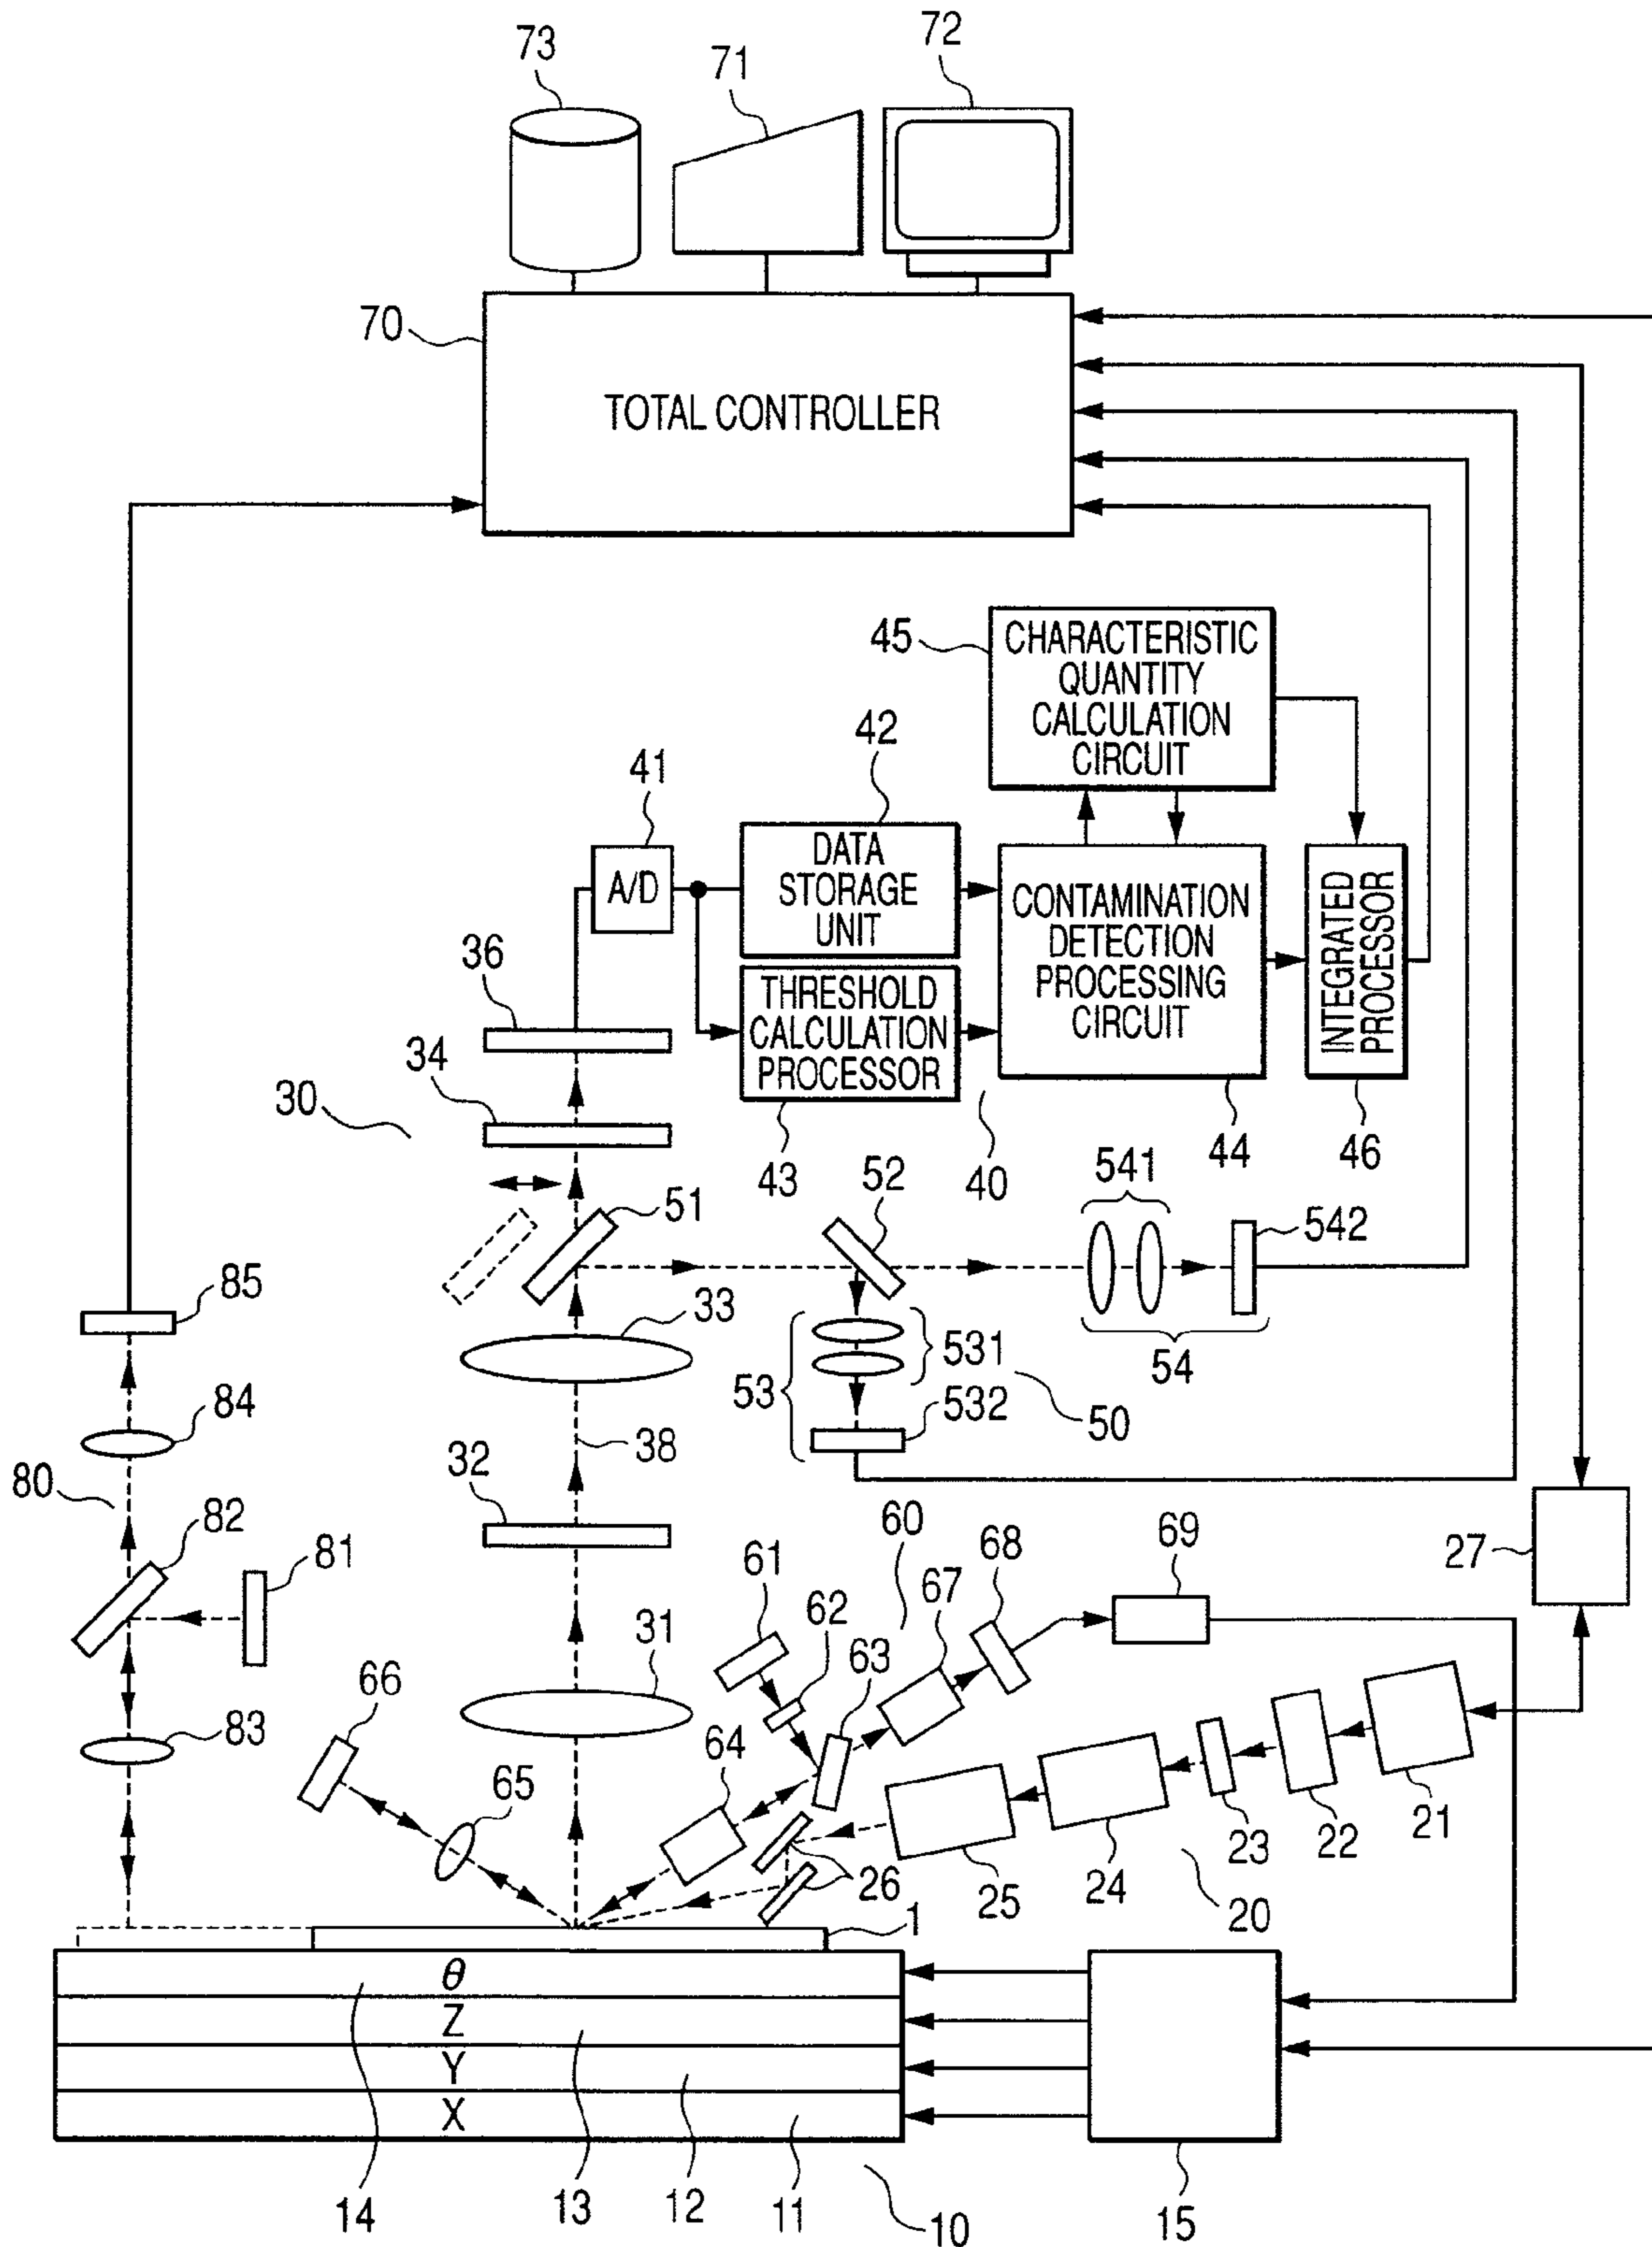 73
71
72
70
TOTAL CONTROLLER
45
CHARACTERISTIC
QUANTITY
CALCULATION
CIRCUIT
42
41
A/D
DATA
STORAGE
UNIT
CONTAMINATION
DETECTION
PROCESSING
CIRCUIT
INTEGRATED
PROCESSOR
36
THRESHOLD
CALCULATION
PROCESSOR
34
30
43
40
44
46
51
52
541
542
85
33
531
53
54
532
50
84
38
80
32
82
81
60
61
62
63
67
68
69
27
31
66
64
83
65
26
25
24
23
22
21
20
1
θ
Z
Y
X
14
13
12
11
10
15